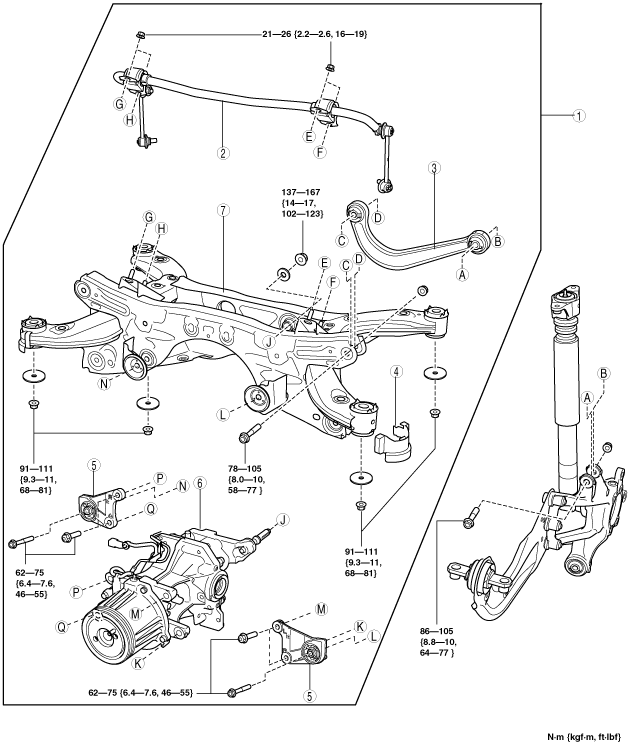 21—26 {2.2—2.6, 16—19}
G
H
E
F
2
1
3
137—167
{14—17,
102—123}
7
D
B
C
A
G
H
E
C
D
F
J
N
L
4
B
A
91—111
{9.3—11,
68—81}
78—105
{8.0—10,
58—77 }
5
P
N
Q
6
J
91—111
{9.3—11,
68—81}
62—75
{6.4—7.6,
46—55}
P
M
Q
K
M
K
L
5
86—105
{8.8—10,
64—77 }
62—75 {6.4—7.6, 46—55}
N·m {kgf·m, ft·lbf}